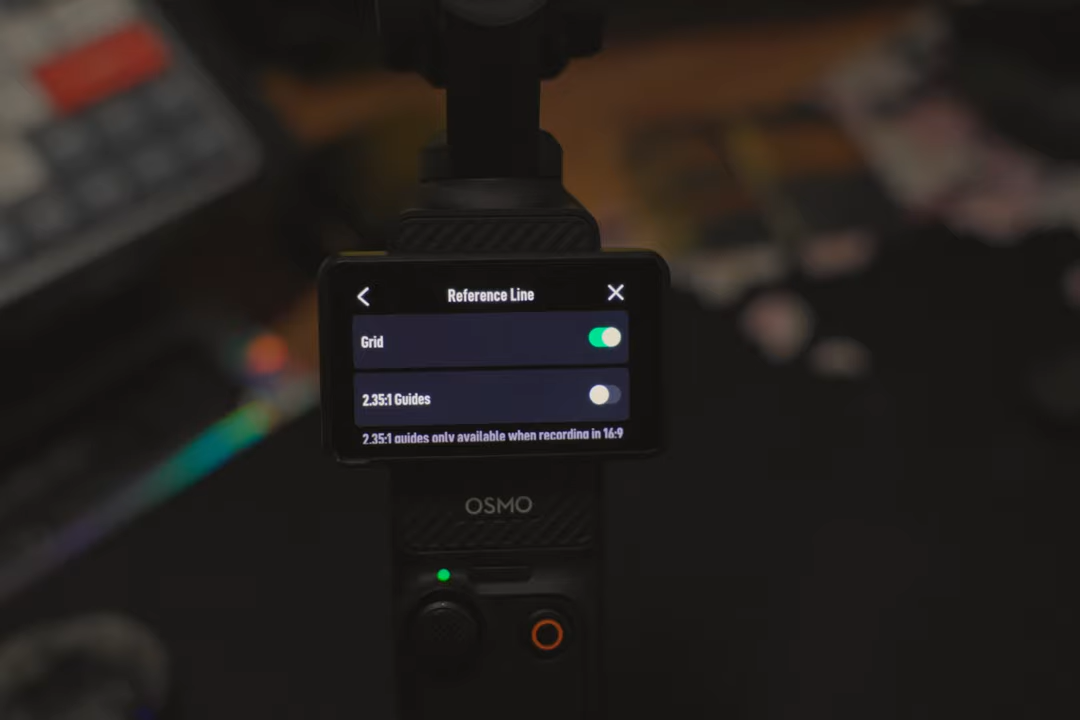 Reference Line
Grid
2.35:1 Guides
2.35:1 guides only available when recording in 16:9
OSMO